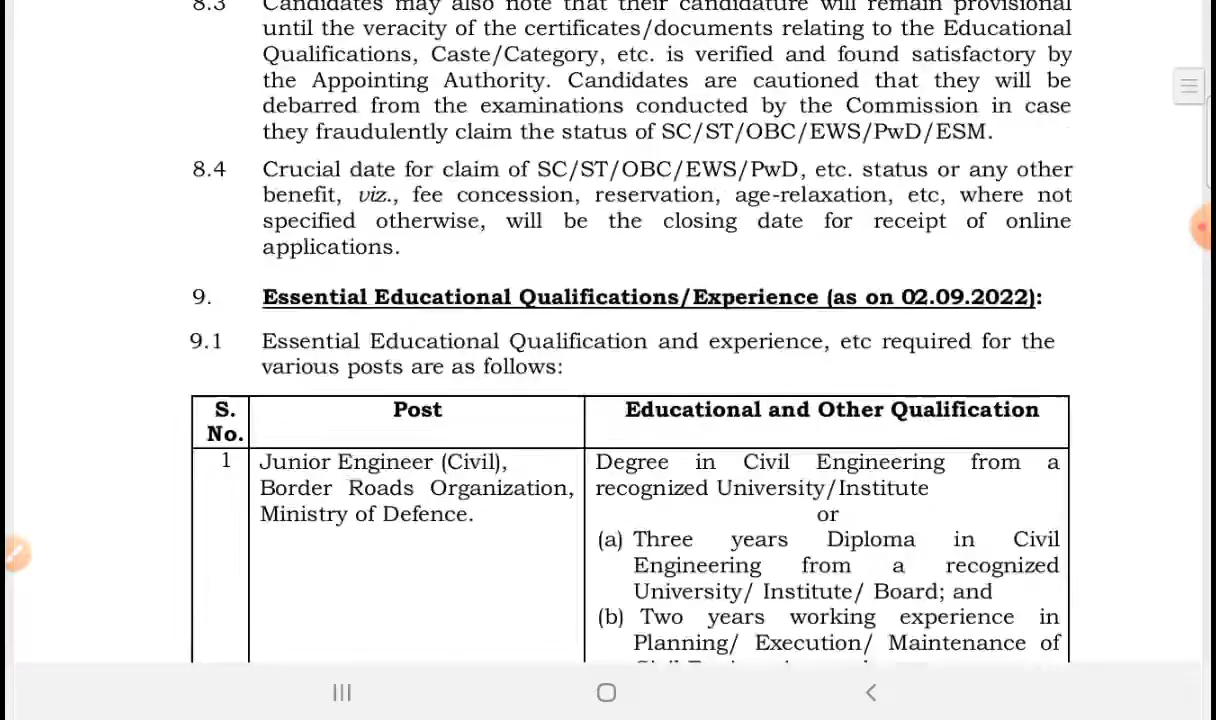 8.3 Candidates may also note that their candidature will remain provisional
until the veracity of the certificates/documents relating to the Educational
Qualifications, Caste/Category, etc. is verified and found satisfactory by
the Appointing Authority. Candidates are cautioned that they will be
debarred from the examinations conducted by the Commission in case
they fraudulently claim the status of SC/ST/OBC/EWS/PwD/ESM.
8.4 Crucial date for claim of SC/ST/OBC/EWS/PwD, etc. status or any other
benefit, viz., fee concession, reservation, age-relaxation, etc, where not
specified otherwise, will be the closing date for receipt of online
applications.
9. Essential Educational Qualifications/Experience (as on 02.09.2022):
9.1 Essential Educational Qualification and experience, etc required for the
various posts are as follows:
S. No.
Post
Educational and Other Qualification
1
Junior Engineer (Civil),
Border Roads Organization,
Ministry of Defence.
Degree in Civil Engineering from a
recognized University/Institute
or
(a) Three years Diploma in Civil
Engineering from a recognized
University/ Institute/ Board; and
(b) Two years working experience in
Planning/ Execution/ Maintenance of